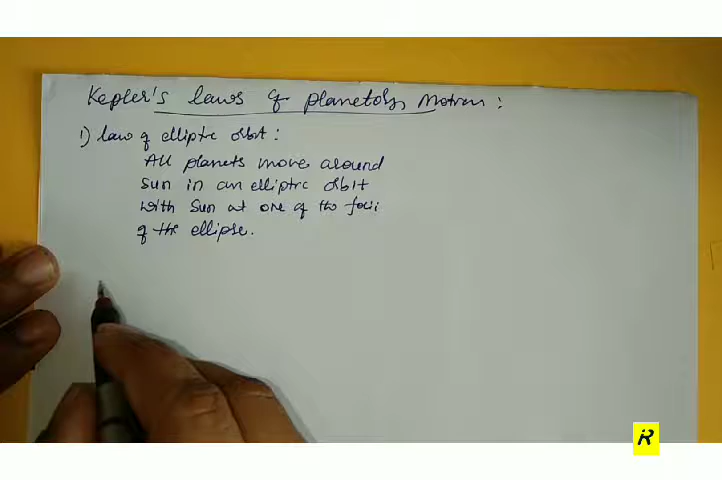 Kepler's laws of planetory Motion :
1) law of elliptic orbit :
All planets move around
sun in an elliptic orbit
with sun at one of the foci
of the ellipse.
R